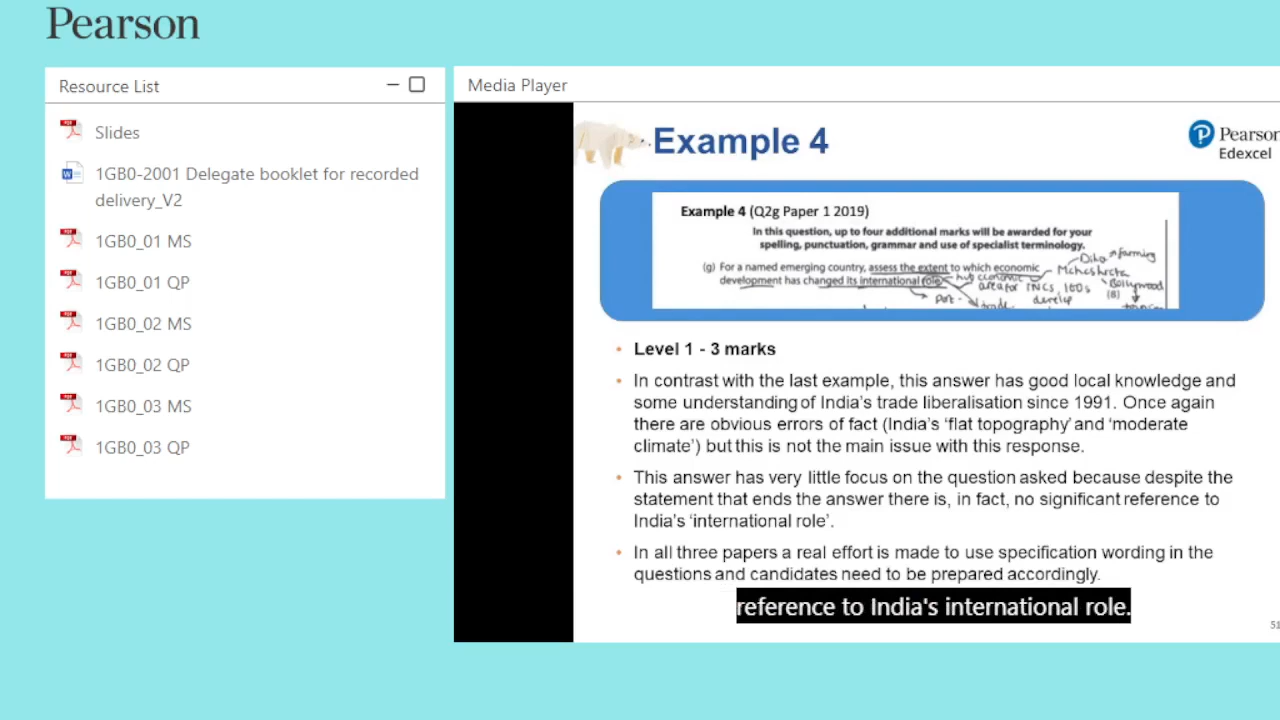 Pearson
Resource List
Slides
1GB0-2001 Delegate booklet for recorded
delivery_V2
1GB0_01 MS
1GB0_01 QP
1GB0_02 MS
1GB0_02 QP
1GB0_03 MS
1GB0_03 QP
Media Player
Example 4
Pearson
Edexcel
Example 4 (Q2g Paper 1 2019)
In this question, up to four additional marks will be awarded for your
spelling, punctuation, grammar and use of specialist terminology.
(g) For a named emerging country, assess the extent to which economic
development has changed its international role.
farming
Bollywood
area for TNCs
(8)
trade
• Level 1 - 3 marks
• In contrast with the last example, this answer has good local knowledge and
some understanding of India's trade liberalisation since 1991. Once again
there are obvious errors of fact (India's 'flat topography' and 'moderate
climate') but this is not the main issue with this response.
• This answer has very little focus on the question asked because despite the
statement that ends the answer there is, in fact, no significant reference to
India's 'international role'.
• In all three papers a real effort is made to use specification wording in the
questions and candidates need to be prepared accordingly.
reference to India's international role.
51